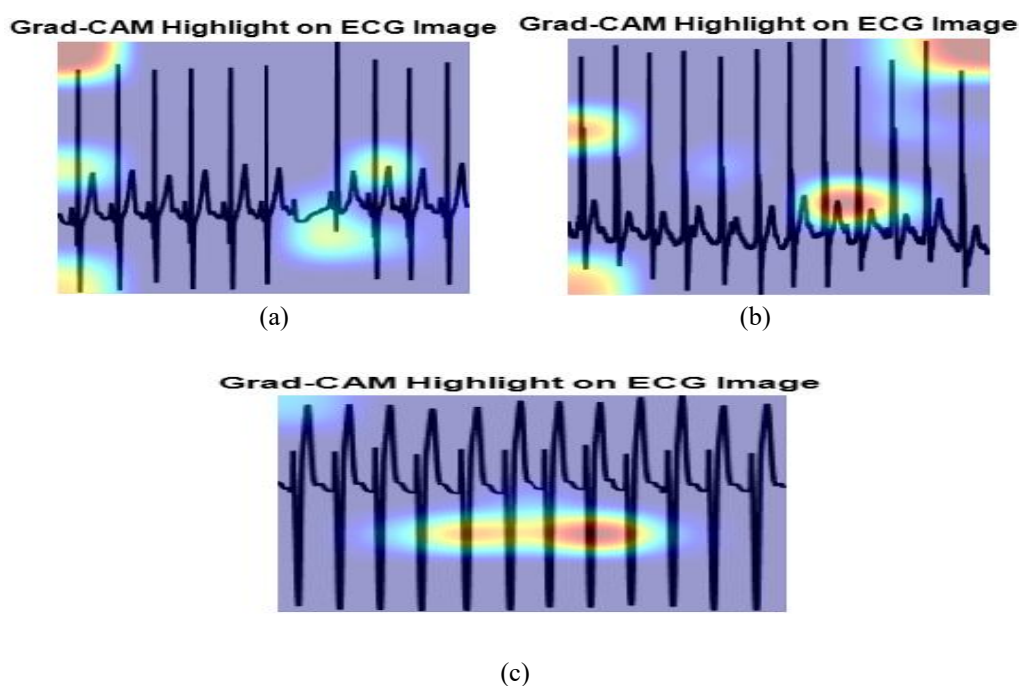 Grad-CAM Highlight on ECG Image
Grad-CAM Highlight on ECG Image
(a)
(b)
Grad-CAM Highlight on ECG Image
(c)